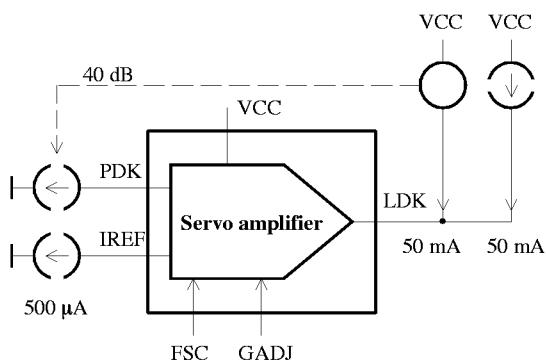 VCC VCC
40 dB
VCC
PDK
LDK
Servo amplifier
IREF
50 mA 50 mA
500 µA
FSC GADJ